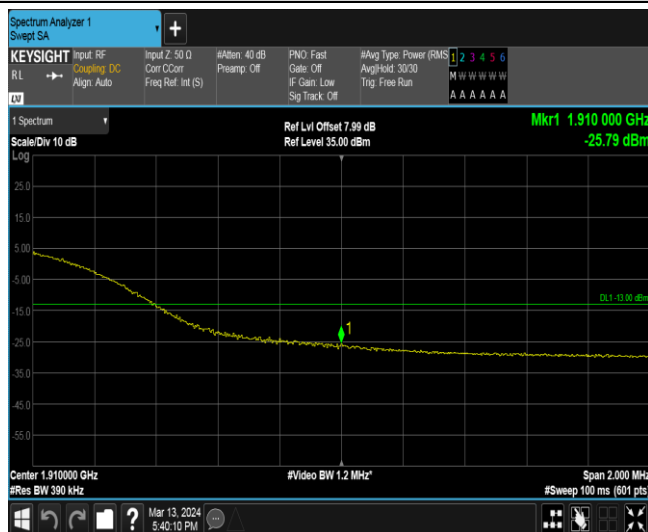 Spectrum Analyzer 1
Swept SA
+
KEYSIGHT Input: RF Input Z: 50 Ω #Atten: 40 dB PNO: Fast #Avg Type: Power (RMS 1 2 3 4 5 6
RL Coupling: DC Corr CCorr Preamp: Off Gate: Off Avg|Hold: 30/30 M W W W W W
Align: Auto Freq Ref: Int (S) IF Gain: Low Trig: Free Run
Sig Track: Off A A A A A A
LXI
1 Spectrum Ref Lvl Offset 7.99 dB Mkr1 1.910 000 GHz
Scale/Div 10 dB Ref Level 35.00 dBm -25.79 dBm
Log
25.0
15.0
5.00
-5.00
DL1 -13.00 dBm
-15.0
1
-25.0
-35.0
-45.0
-55.0
Center 1.910000 GHz #Video BW 1.2 MHz* Span 2.000 MHz
#Res BW 390 kHz #Sweep 100 ms (601 pts)
? Mar 13, 2024
5:40:10 PM